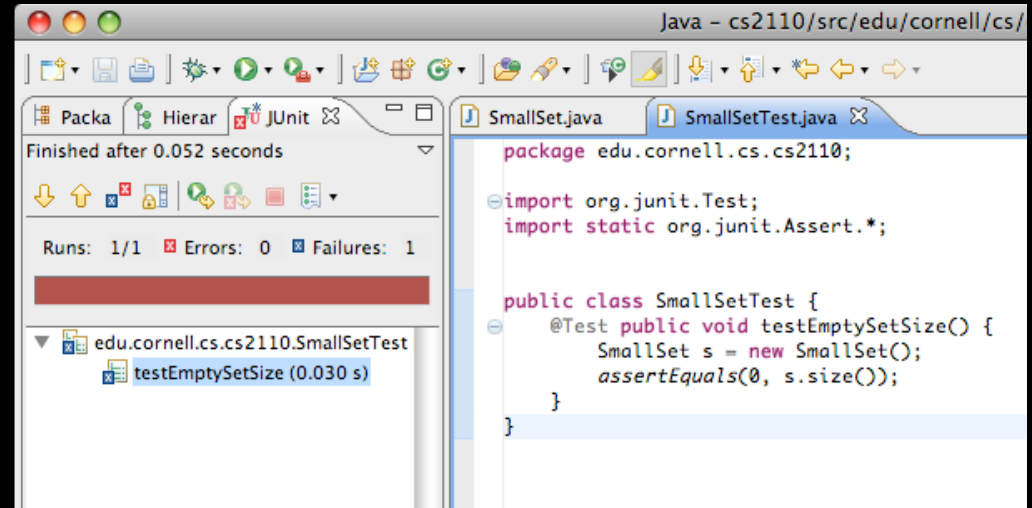 Java – cs2110/src/edu/cornell/cs/
Packa Hierar JUnit
Finished after 0.052 seconds
Runs: 1/1 Errors: 0 Failures: 1
edu.cornell.cs.cs2110.SmallSetTest
testEmptySetSize (0.030 s)
SmallSet.java SmallSetTest.java
package edu.cornell.cs.cs2110;
import org.junit.Test;
import static org.junit.Assert.*;
public class SmallSetTest {
@Test public void testEmptySetSize() {
SmallSet s = new SmallSet();
assertEquals(0, s.size());
}
}